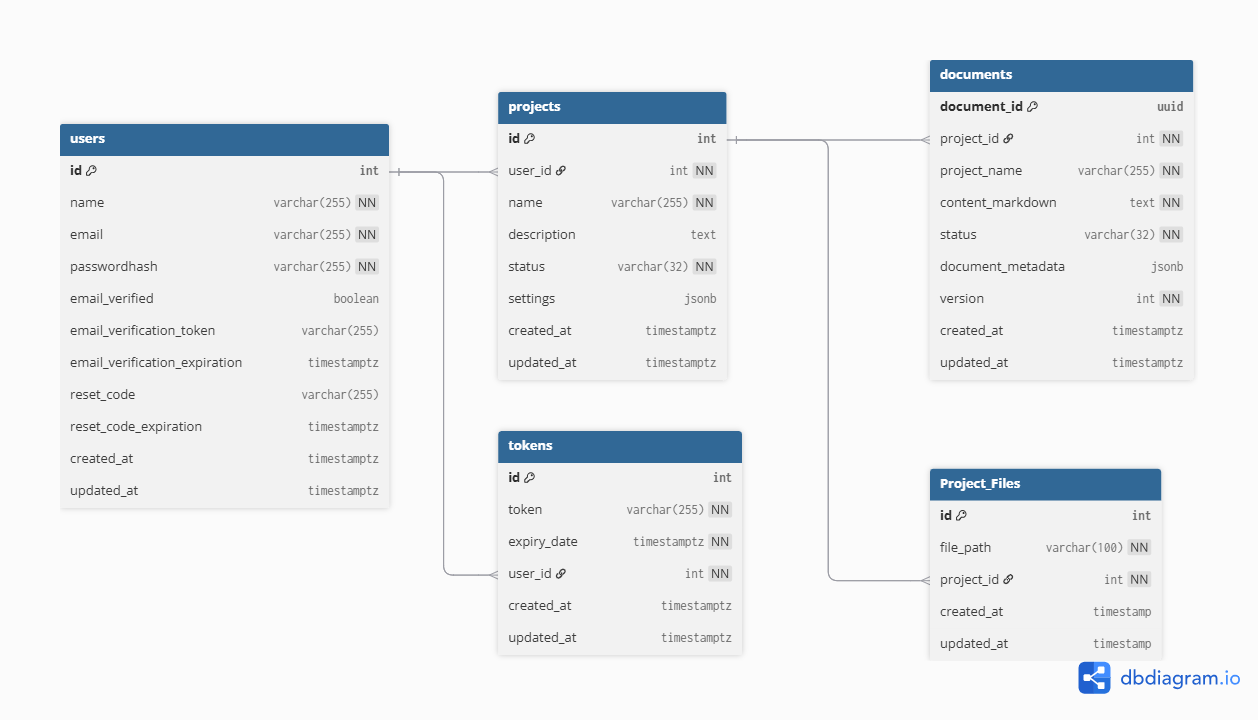 users
id int
name varchar(255) NN
email varchar(255) NN
passwordhash varchar(255) NN
email_verified boolean
email_verification_token varchar(255)
email_verification_expiration timestamptz
reset_code varchar(255)
reset_code_expiration timestamptz
created_at timestamptz
updated_at timestamptz
projects
id int
user_id int NN
name varchar(255) NN
description text
status varchar(32) NN
settings jsonb
created_at timestamptz
updated_at timestamptz
tokens
id int
token varchar(255) NN
expiry_date timestamptz NN
user_id int NN
created_at timestamptz
updated_at timestamptz
documents
document_id uuid
project_id int NN
project_name varchar(255) NN
content_markdown text NN
status varchar(32) NN
document_metadata jsonb
version int NN
created_at timestamptz
updated_at timestamptz
Project_Files
id int
file_path varchar(100) NN
project_id int NN
created_at timestamp
updated_at timestamp
dbdiagram.io